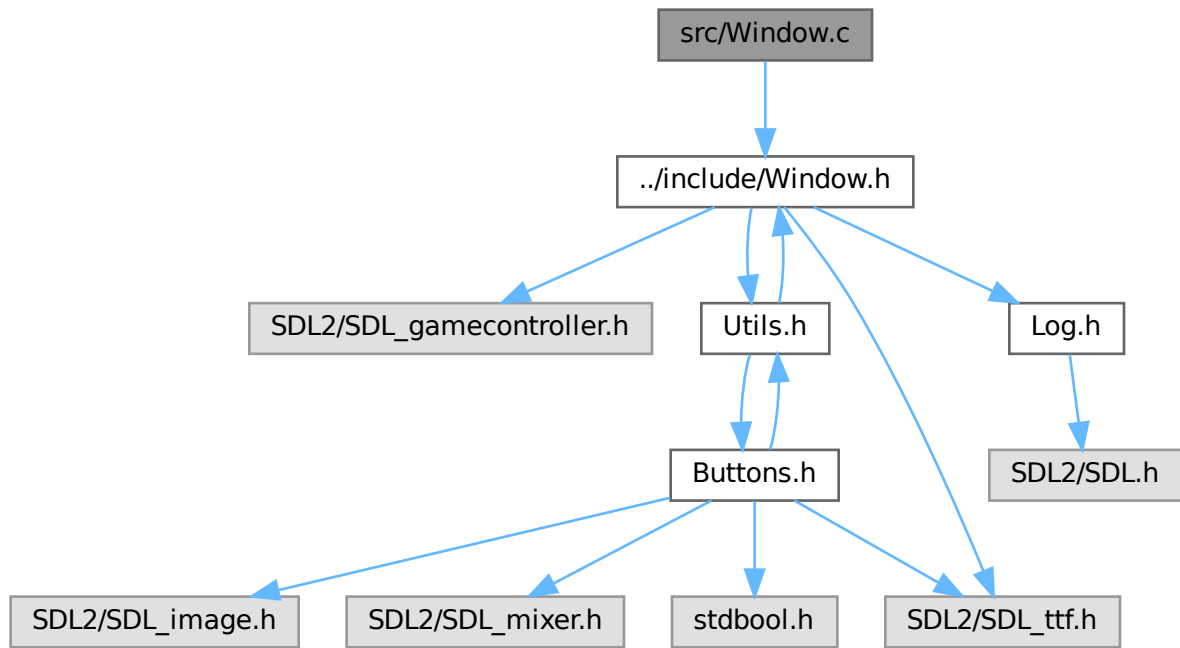 src/Window.c
../include/Window.h
SDL2/SDL_gamecontroller.h
Utils.h
Log.h
Buttons.h
SDL2/SDL.h
SDL2/SDL_image.h
SDL2/SDL_mixer.h
stdbool.h
SDL2/SDL_ttf.h